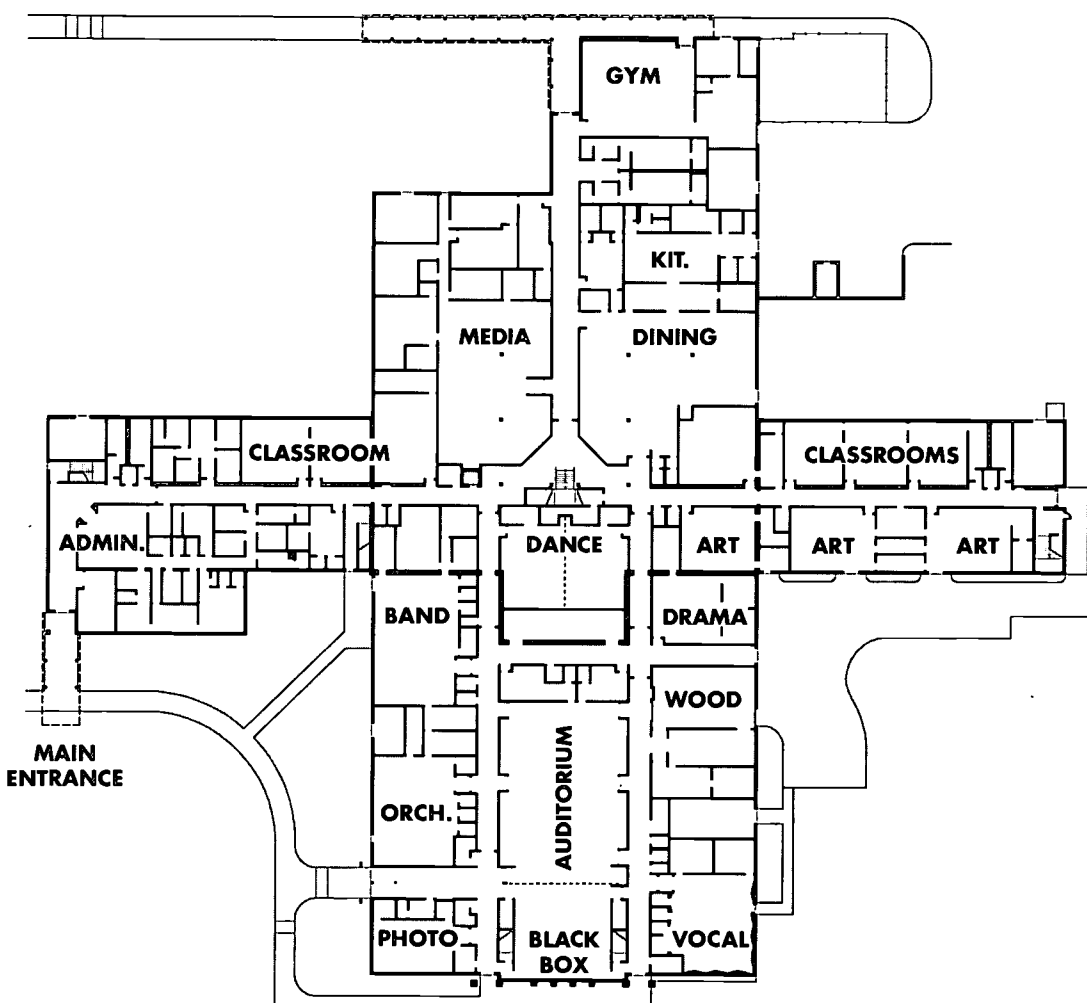 GYM
KIT.
MEDIA
DINING
CLASSROOM
CLASSROOMS
ADMIN.
DANCE
ART
ART
ART
BAND
DRAMA
WOOD
MAIN
ENTRANCE
ORCH.
AUDITORIUM
PHOTO
BLACK
BOX
VOCAL